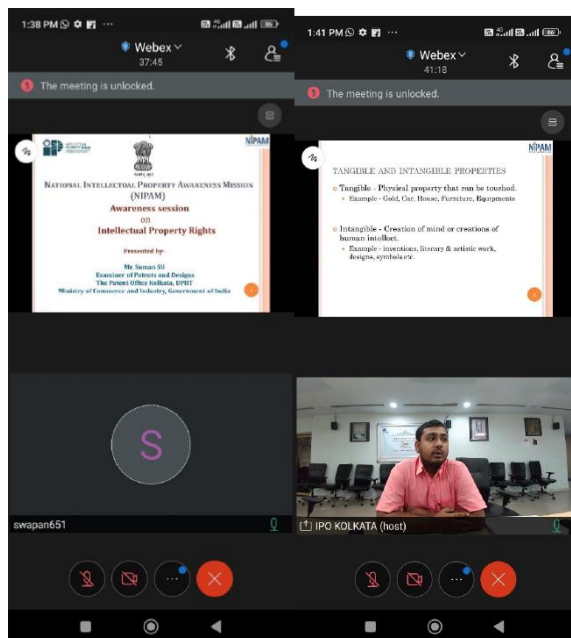 1:38 PM
Webex
37:45
The meeting is unlocked.
NIPAM
NATIONAL INTELLECTUAL PROPERTY AWARENESS MISSION
(NIPAM)
Awareness session
on
Intellectual Property Rights
Presented by-
Mr. Suman Sil
Examiner of Patents and Designs
The Patent Office Kolkata, DPIIT
Ministry of Commerce and Industry, Government of India
S
swapan651
1:41 PM
Webex
41:18
The meeting is unlocked.
NIPAM
TANGIBLE AND INTANGIBLE PROPERTIES
Tangible - Physical property that can be touched.
Example - Gold, Car, House, Furniture, Equipments
Intangible - Creation of mind or creations of
human intellect.
Example - inventions, literary & artistic work,
designs, symbols etc.
IPO KOLKATA (host)